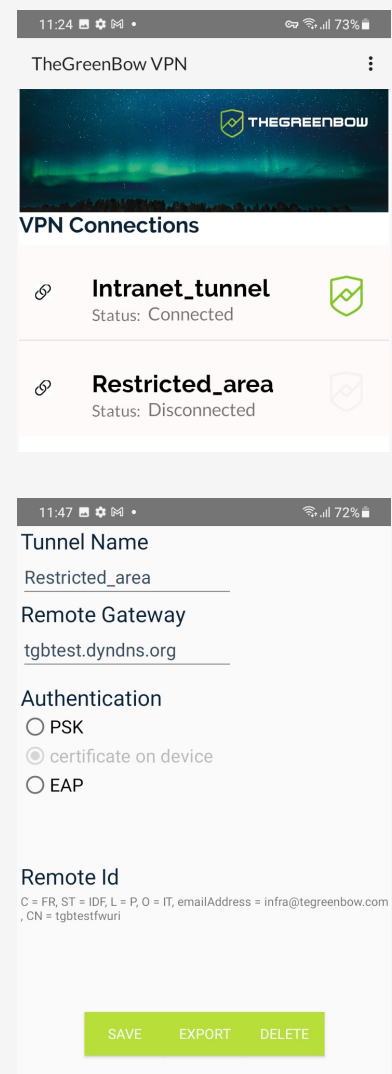 11:24
73%
TheGreenBow VPN
THEGREENBOW
VPN Connections
Intranet_tunnel
Status: Connected
Restricted_area
Status: Disconnected
11:47
72%
Tunnel Name
Restricted_area
Remote Gateway
tgbtest.dyndns.org
Authentication
PSK
certificate on device
EAP
Remote Id
C = FR, ST = IDF, L = P, O = IT, emailAddress = infra@tegreenbow.com
, CN = tgbtestfwuri
SAVE EXPORT DELETE